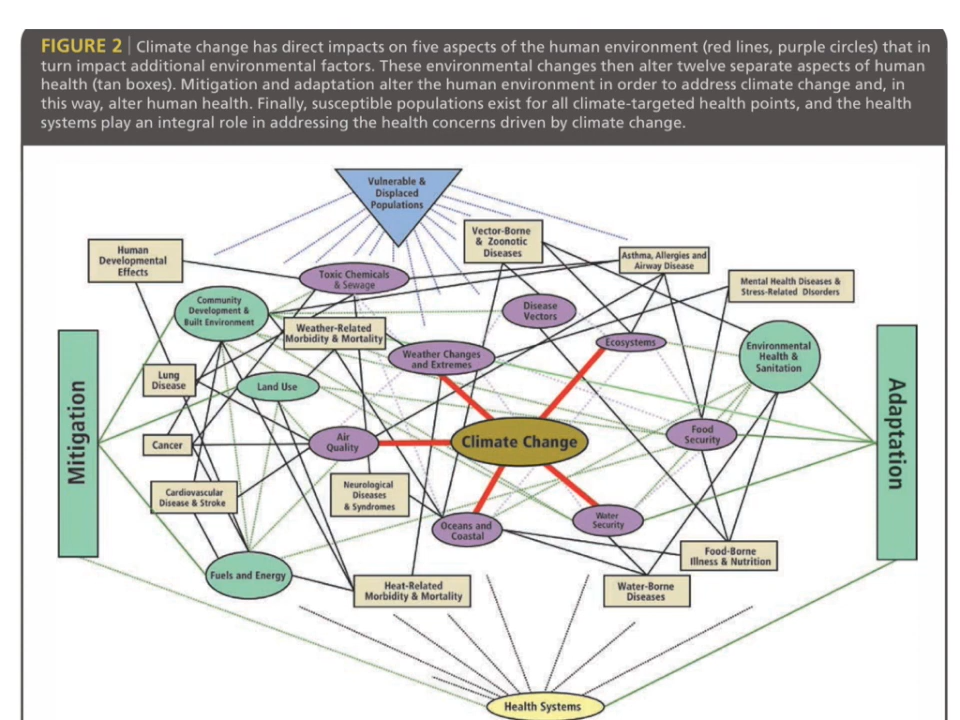 FIGURE 2 | Climate change has direct impacts on five aspects of the human environment (red lines, purple circles) that in
turn impact additional environmental factors. These environmental changes then alter twelve separate aspects of human
health (tan boxes). Mitigation and adaptation alter the human environment in order to address climate change and, in
this way, alter human health. Finally, susceptible populations exist for all climate-targeted health points, and the health
systems play an integral role in addressing the health concerns driven by climate change.
Vulnerable &
Displaced
Populations
Vector-Borne
& Zoonotic
Diseases
Human
Developmental
Effects
Asthma, Allergies and
Airway Disease
Toxic Chemicals
& Sewage
Mental Health Diseases &
Stress-Related Disorders
Community
Development &
Built Environment
Disease
Vectors
Weather-Related
Morbidity & Mortality
Ecosystems
Environmental
Health &
Sanitation
Weather Changes
and Extremes
Lung
Disease
Land Use
Mitigation
Adaptation
Cancer
Air
Quality
Climate Change
Food
Security
Cardiovascular
Disease & Stroke
Neurological
Diseases
& Syndromes
Oceans and
Coastal
Water
Security
Food-Borne
Illness & Nutrition
Fuels and Energy
Heat-Related
Morbidity & Mortality
Water-Borne
Diseases
Health Systems